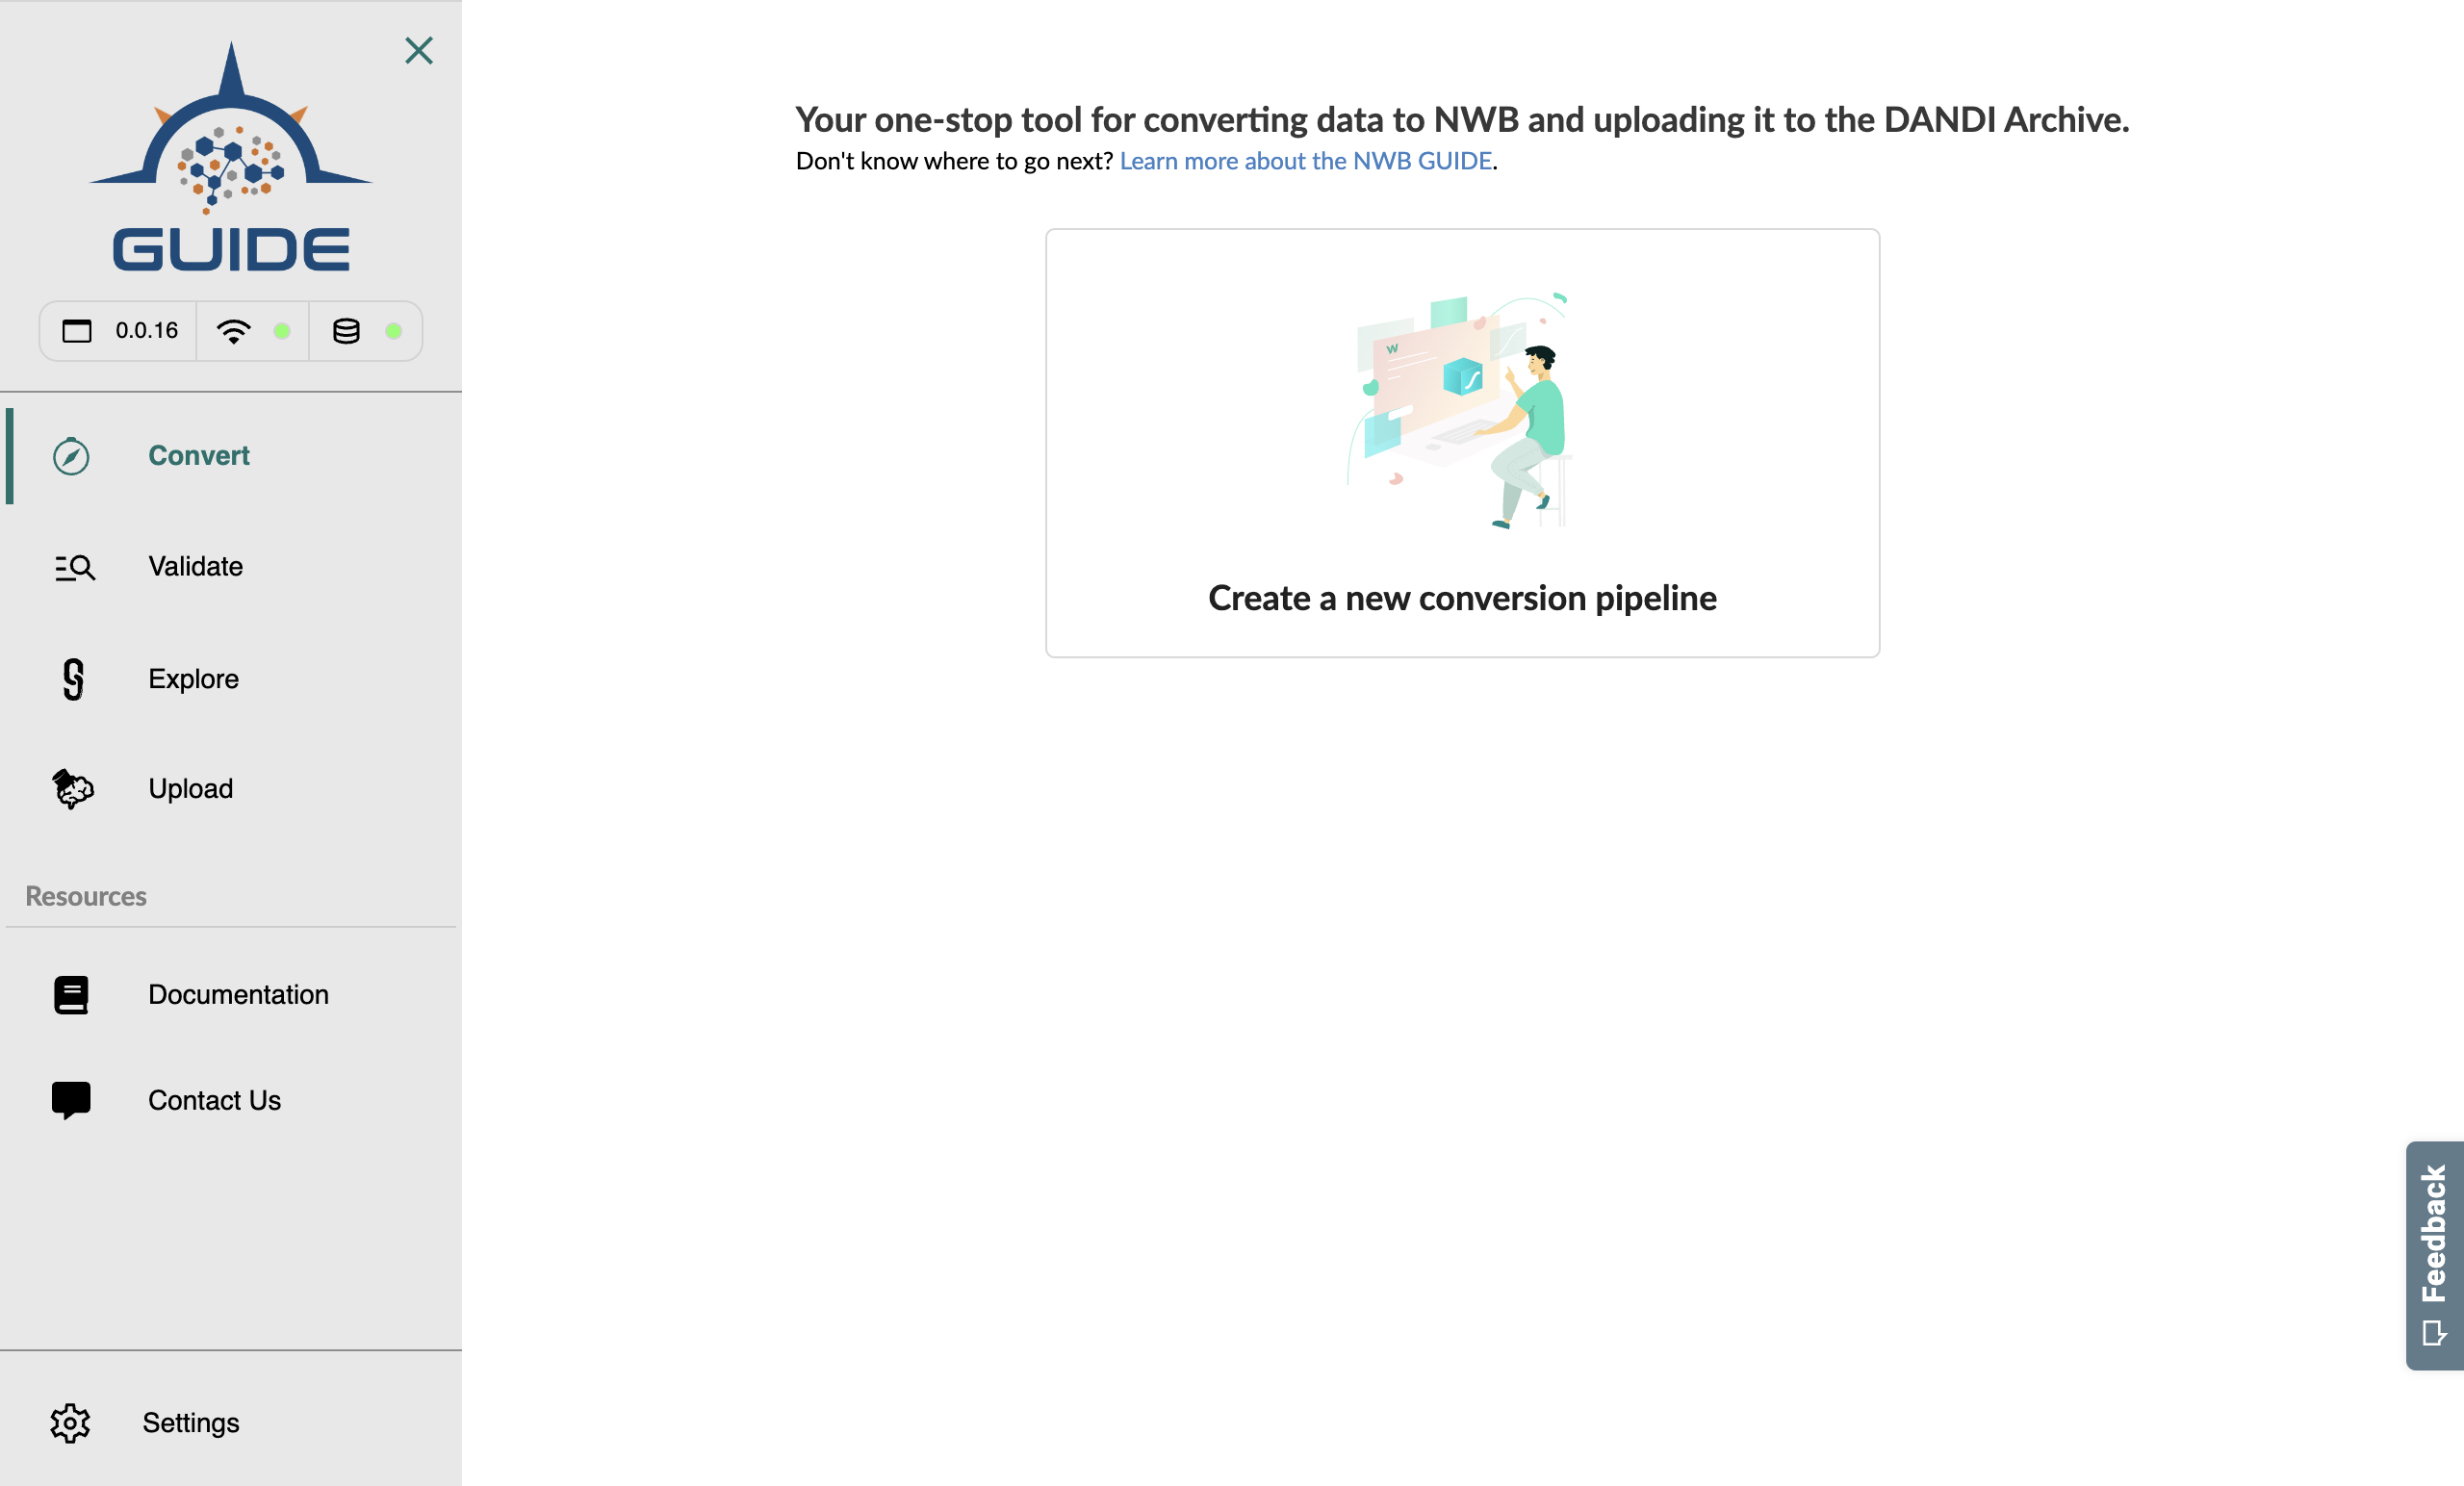 GUIDE
0.0.16
Convert
Validate
Explore
Upload
Resources
Documentation
Contact Us
Settings
Your one-stop tool for converting data to NWB and uploading it to the DANDI Archive.
Don't know where to go next? Learn more about the NWB GUIDE.
W
Create a new conversion pipeline
Feedback